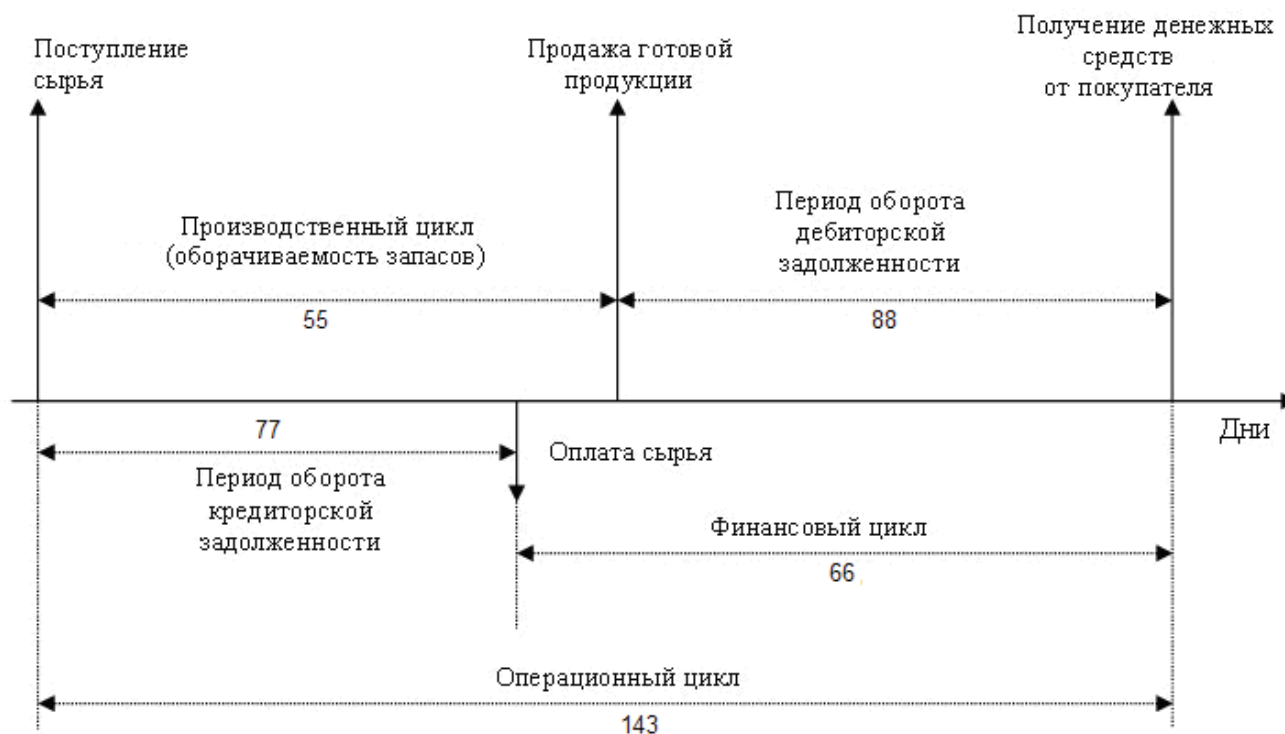 Поступление
сырья
Продажа готовой
продукции
Получение денежных
средств
от покупателя
Производственный цикл
(оборачиваемость запасов)
55
Период оборота
дебиторской
задолженности
88
Дни
77
Период оборота
кредиторской
задолженности
Оплата сырья
Финансовый цикл
66
Операционный цикл
143